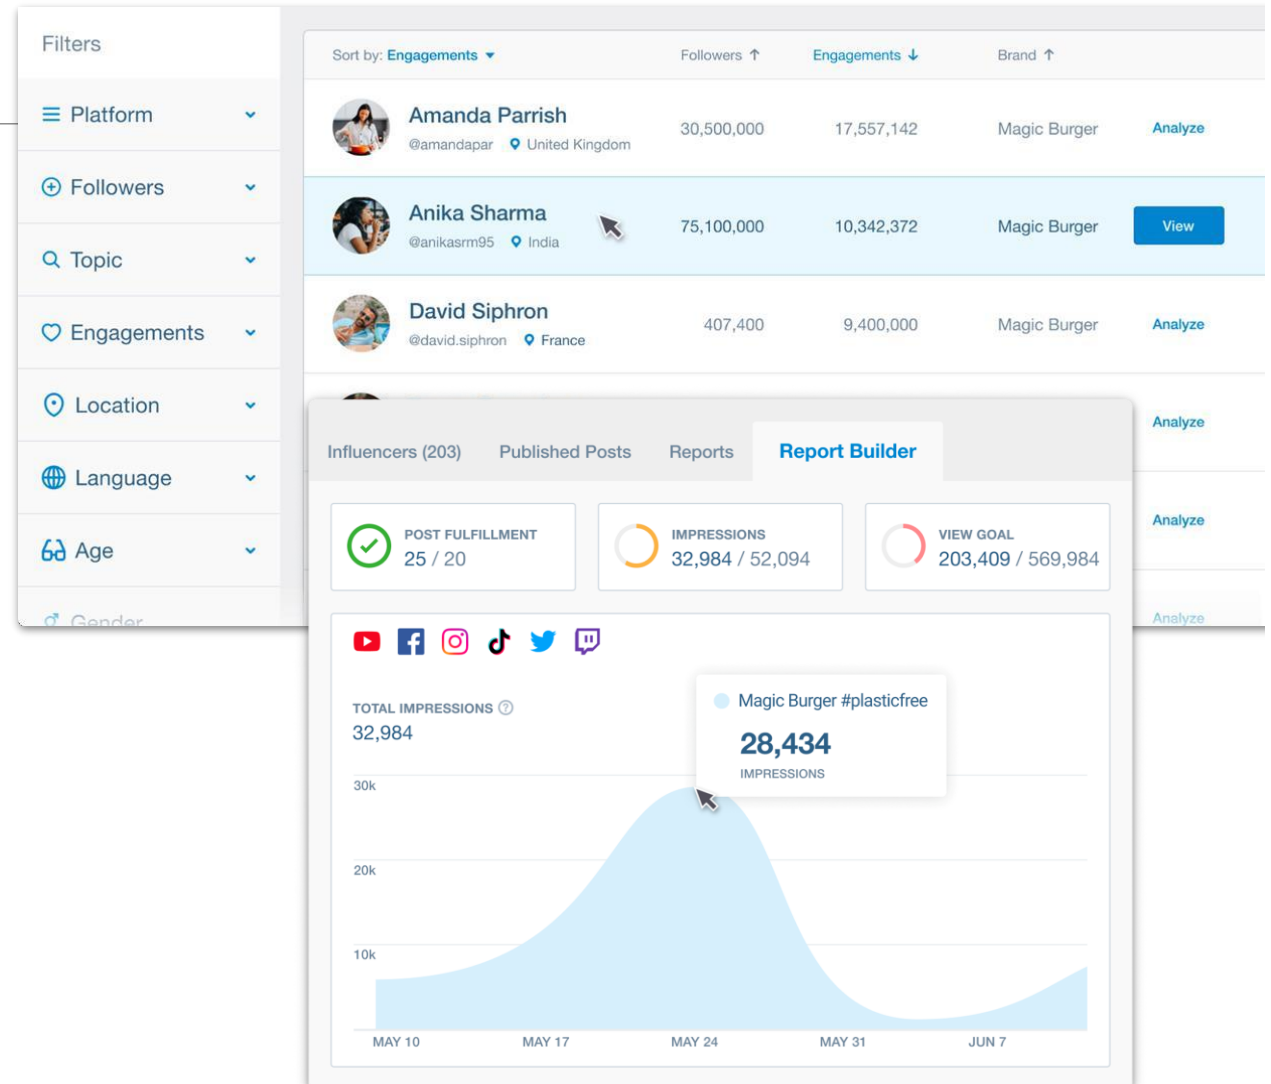 Filters
Platform
Followers
Topic
Engagements
Location
Language
Age
Gender
Sort by: Engagements
Followers ↑
Engagements ↓
Brand ↑
Amanda Parrish
@amandapar United Kingdom
30,500,000
17,557,142
Magic Burger
Analyze
Anika Sharma
@anikasrm95 India
75,100,000
10,342,372
Magic Burger
View
David Siphron
@david.siphron France
407,400
9,400,000
Magic Burger
Analyze
Analyze
Analyze
Analyze
Influencers (203)
Published Posts
Reports
Report Builder
POST FULFILLMENT
25 / 20
IMPRESSIONS
32,984 / 52,094
VIEW GOAL
203,409 / 569,984
TOTAL IMPRESSIONS ?
32,984
Magic Burger #plasticfree
28,434
IMPRESSIONS
30k
20k
10k
MAY 10
MAY 17
MAY 24
MAY 31
JUN 7